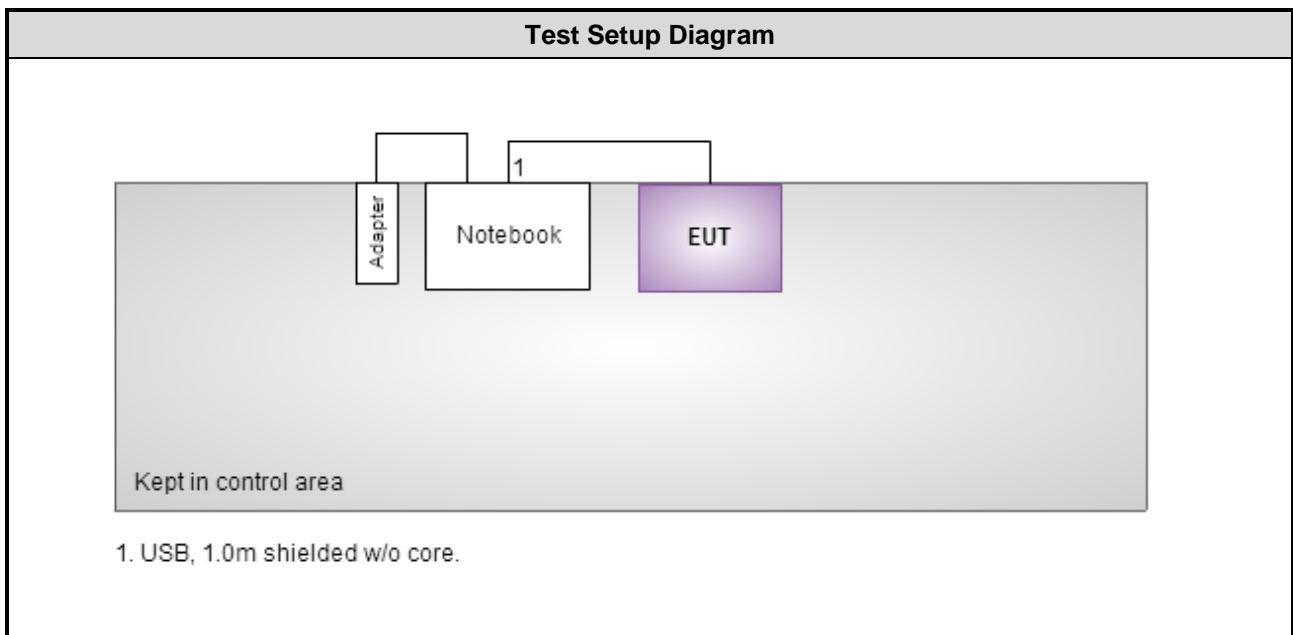 Test Setup Diagram
1
Adapter
Notebook
EUT
Kept in control area
1. USB, 1.0m shielded w/o core.